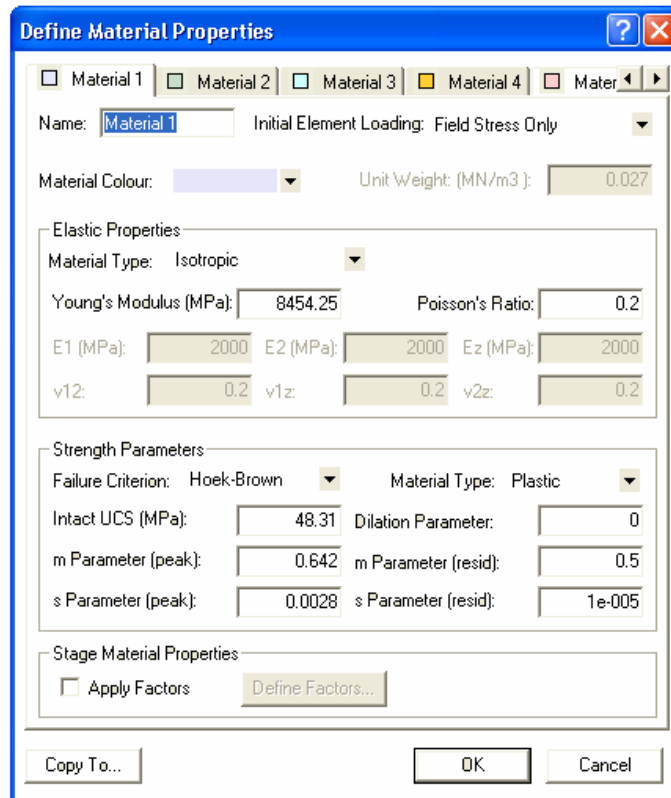 Define Material Properties
Material 1 Material 2 Material 3 Material 4 Mater
Name: Material 1 Initial Element Loading: Field Stress Only
Material Colour: Unit Weight: (MN/m3 ): 0.027
Elastic Properties
Material Type: Isotropic
Young's Modulus (MPa): 8454.25 Poisson's Ratio: 0.2
E1 (MPa): 2000 E2 (MPa): 2000 Ez (MPa): 2000
v12: 0.2 v1z: 0.2 v2z: 0.2
Strength Parameters
Failure Criterion: Hoek-Brown Material Type: Plastic
Intact UCS (MPa): 48.31 Dilation Parameter: 0
m Parameter (peak): 0.642 m Parameter (resid): 0.5
s Parameter (peak): 0.0028 s Parameter (resid): 1e-005
Stage Material Properties
Apply Factors Define Factors...
Copy To... OK Cancel